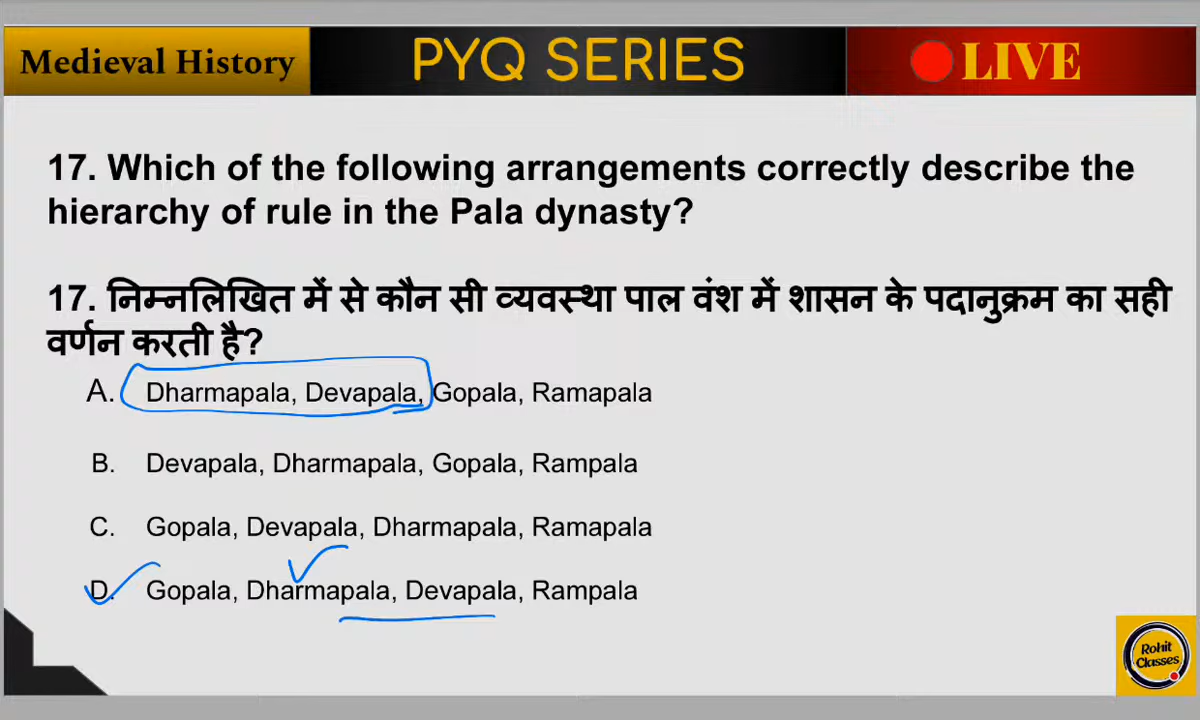 Medieval History
PYQ SERIES
LIVE
17. Which of the following arrangements correctly describe the
hierarchy of rule in the Pala dynasty?
17. निम्नलिखित में से कौन सी व्यवस्था पाल वंश में शासन के पदानुक्रम का सही
वर्णन करती है?
A. Dharmapala, Devapala, Gopala, Ramapala
B. Devapala, Dharmapala, Gopala, Rampala
C. Gopala, Devapala, Dharmapala, Ramapala
D. Gopala, Dharmapala, Devapala, Rampala
Rohit
Classes